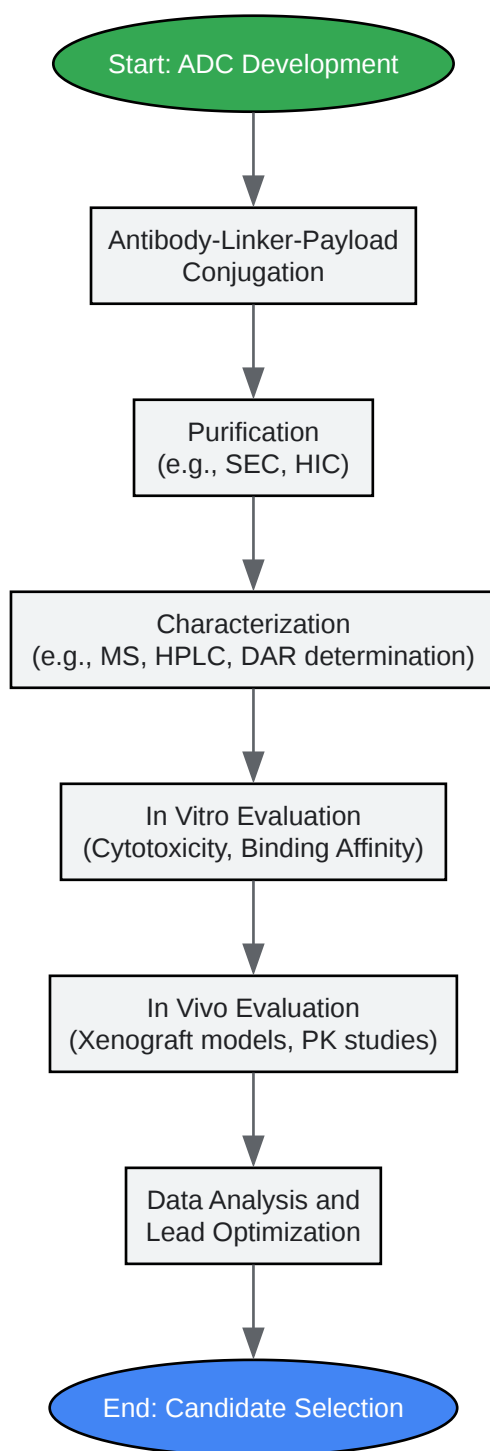 Start: ADC Development
Antibody-Linker-Payload
Conjugation
Purification
(e.g., SEC, HIC)
Characterization
(e.g., MS, HPLC, DAR determination)
In Vitro Evaluation
(Cytotoxicity, Binding Affinity)
In Vivo Evaluation
(Xenograft models, PK studies)
Data Analysis and
Lead Optimization
End: Candidate Selection